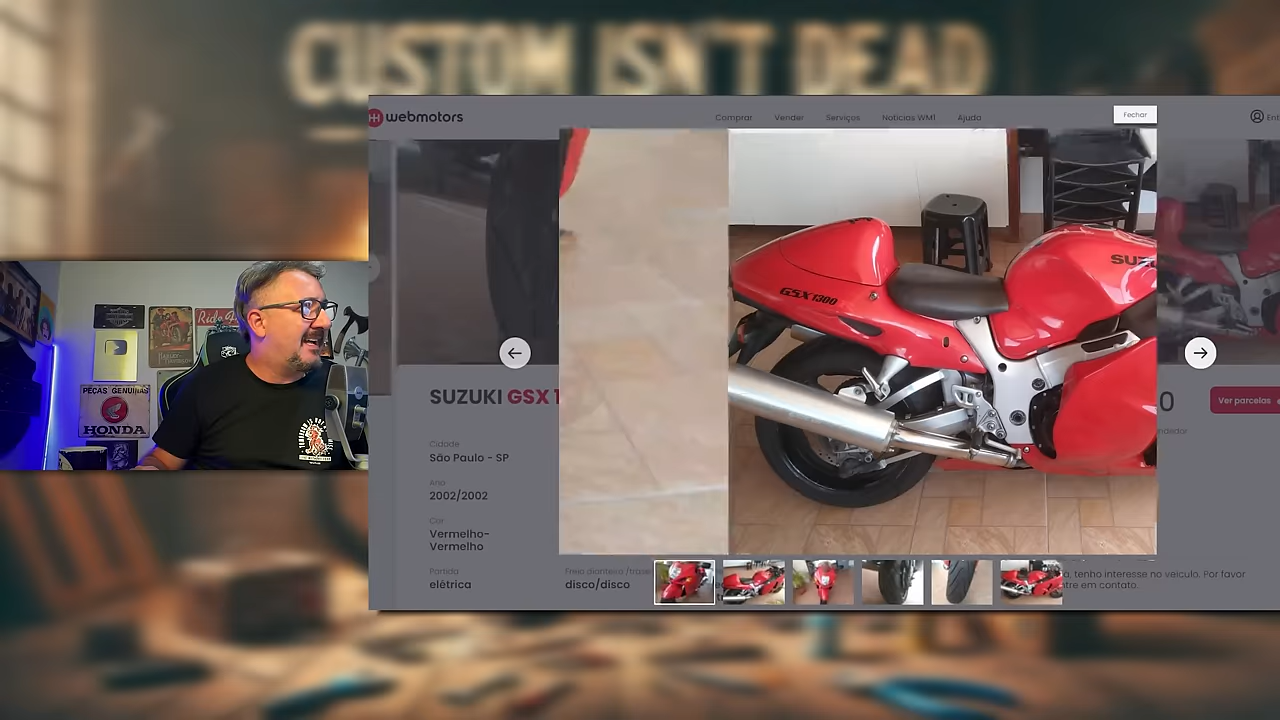 CUSTOM ISN'T DEAD
webmotors
Comprar
Vender
Serviços
Notícias WM1
Ajuda
Fechar
SUZUKI GSX 1
GSX1300
0
Ver parcelas
Cidade
São Paulo - SP
Ano
2002/2002
Cor
Vermelho-
Vermelho
Partida
elétrica
disco/disco
a, tenho interesse no veículo. Por favor
entre em contato.
PEÇAS GENUÍNAS
HONDA